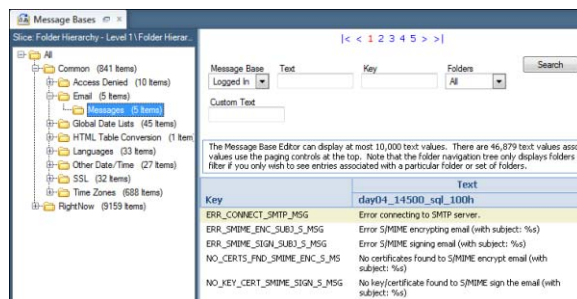 Message Bases
Slice: Folder Hierarchy - Level 1\Folder Hierar...
All
Common (841 Items)
Access Denied (10 Items)
Email (5 Items)
Messages (5 Items)
Global Date Lists (45 Items)
HTML Table Conversion (1 Item)
Languages (33 Items)
Other Date/Time (27 Items)
SSL (32 Items)
Time Zones (688 Items)
RightNow (9159 Items)
|< < 1 2 3 4 5 > >|
Message Base Text Key Folders Search
Logged In All
Custom Text
The Message Base Editor can display at most 10,000 text values. There are 46,879 text values asso
values use the paging controls at the top. Note that the folder navigation tree only displays folders
filter if you only wish to see entries associated with a particular folder or set of folders.
Text
Key day04_14500_sql_100h
ERR_CONNECT_SMTP_MSG Error connecting to SMTP server.
ERR_SMIME_ENC_SUBJ_S_MSG Error S/MIME encrypting email (with subject: %s)
ERR_SMIME_SIGN_SUBJ_S_MSG Error S/MIME signing email (with subject: %s)
NO_CERTS_FND_SMIME_ENC_S_MS No certificates found to S/MIME encrypt email (with
subject: %s)
NO_KEY_CERT_SMIME_SIGN_S_MSG No key/certificate found to S/MIME sign the email (with
subject: %s)